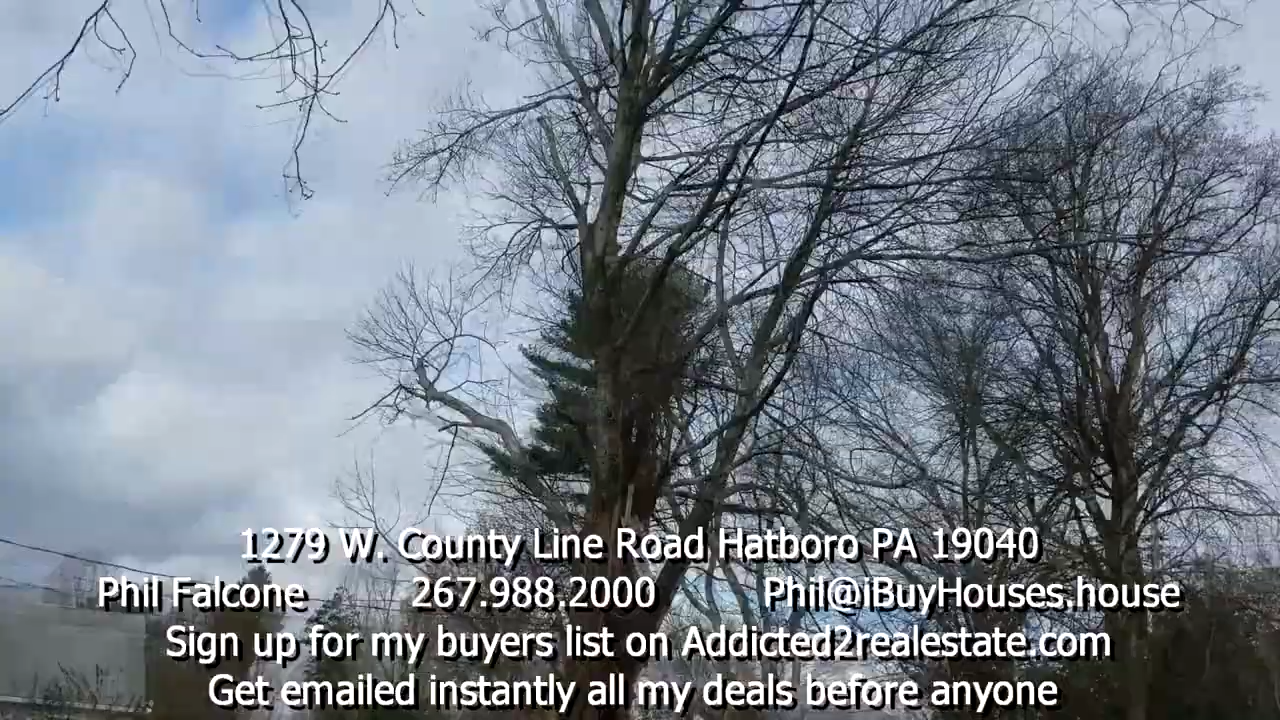 1279 W. County Line Road Hatboro PA 19040
Phil Falcone 267.988.2000 Phil@iBuyHouses.house
Sign up for my buyers list on Addicted2realestate.com
Get emailed instantly all my deals before anyone